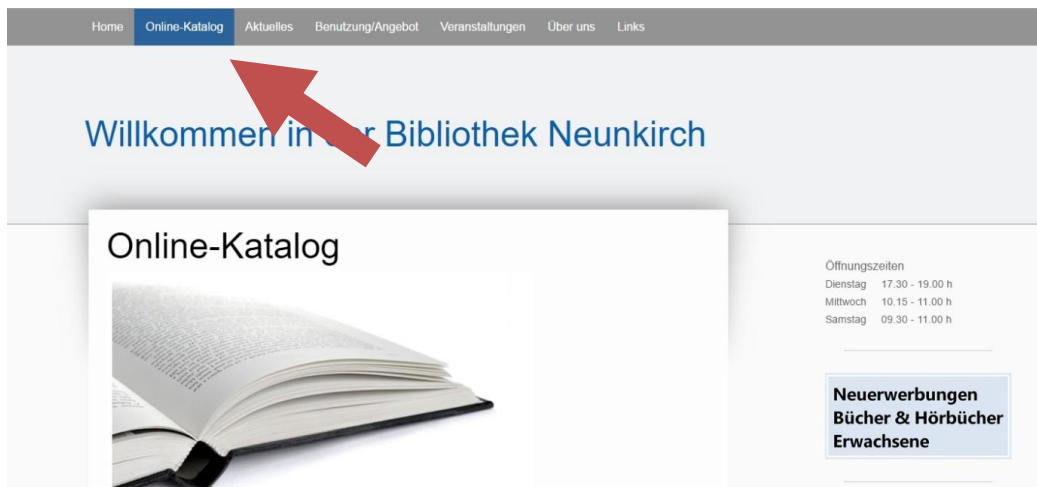 Home Online-Katalog Aktuelles Benutzung/Angebot Veranstaltungen Über uns Links
Willkommen in der Bibliothek Neunkirch
Online-Katalog
Öffnungszeiten
Dienstag 17.30 - 19.00 h
Mittwoch 10.15 - 11.00 h
Samstag 09.30 - 11.00 h
Neuerwerbungen
Bücher & Hörbücher
Erwachsene